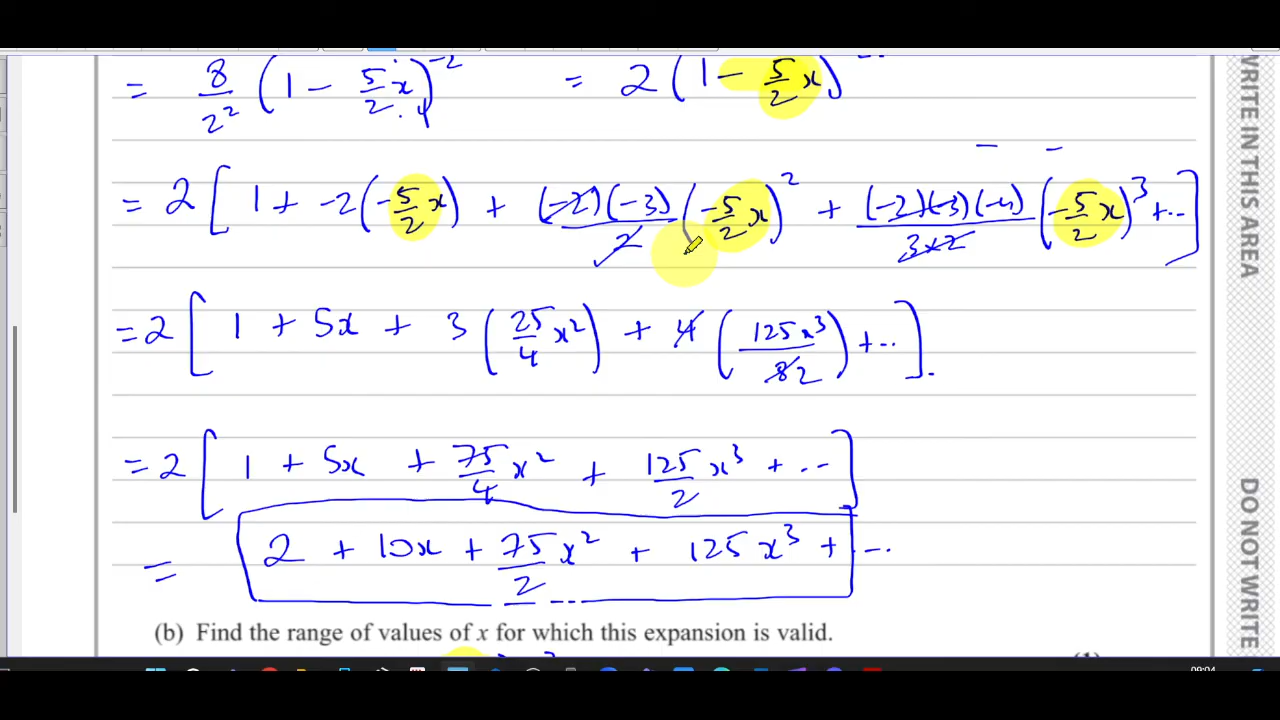 = 8/2² (1 − 5/2 x)⁻² = 2(1 − 5/2 x)
= 2[1 + −2(−5/2 x) + (−2)(−3)/2 (−5/2 x)² + (−2)(−3)(−4)/3×2 (−5/2 x)³ + ...]
= 2[1 + 5x + 3(25/4 x²) + 4(125x³/82) + ...].
= 2[1 + 5x + 75/4 x² + 125/2 x³ + ...]
= 2 + 10x + 75/2 x² + 125x³ + ...
(b) Find the range of values of x for which this expansion is valid.
WRITE IN THIS AREA
DO NOT WRITE
09:04